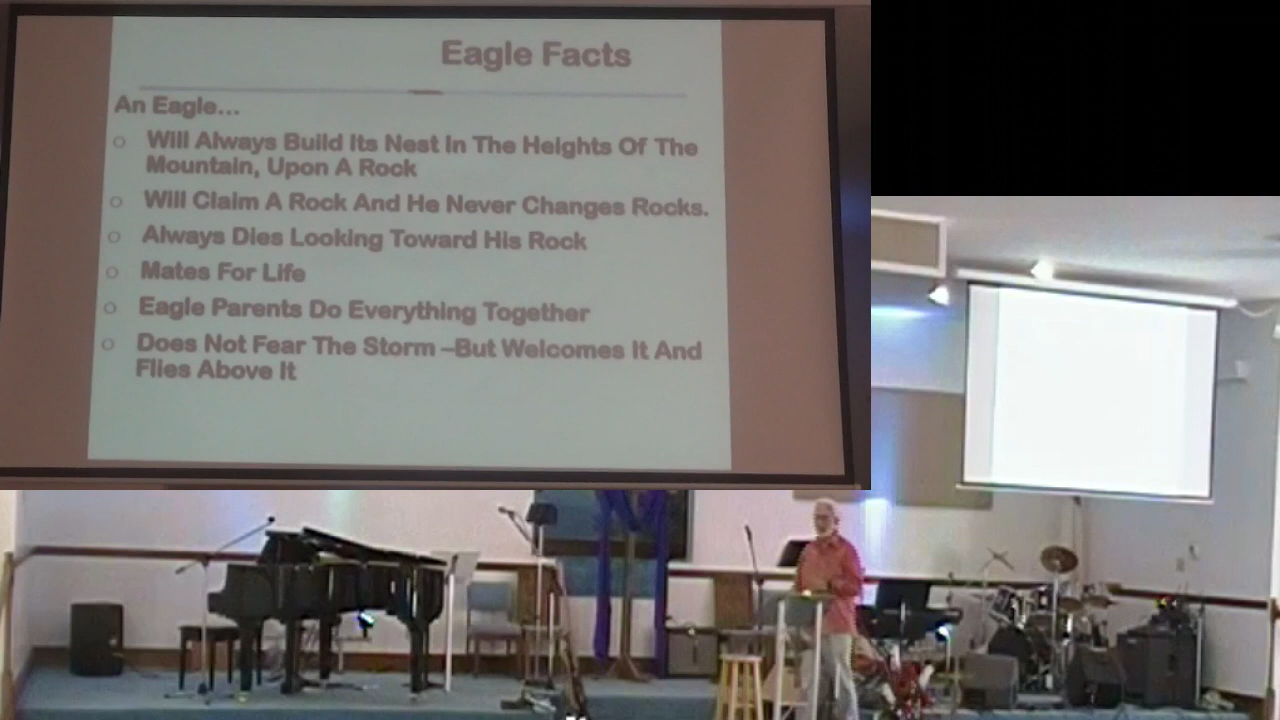 Eagle Facts
An Eagle...
o Will Always Build Its Nest In The Heights Of The
Mountain, Upon A Rock
o Will Claim A Rock And He Never Changes Rocks.
o Always Dies Looking Toward His Rock
o Mates For Life
o Eagle Parents Do Everything Together
o Does Not Fear The Storm –But Welcomes It And
Flies Above It